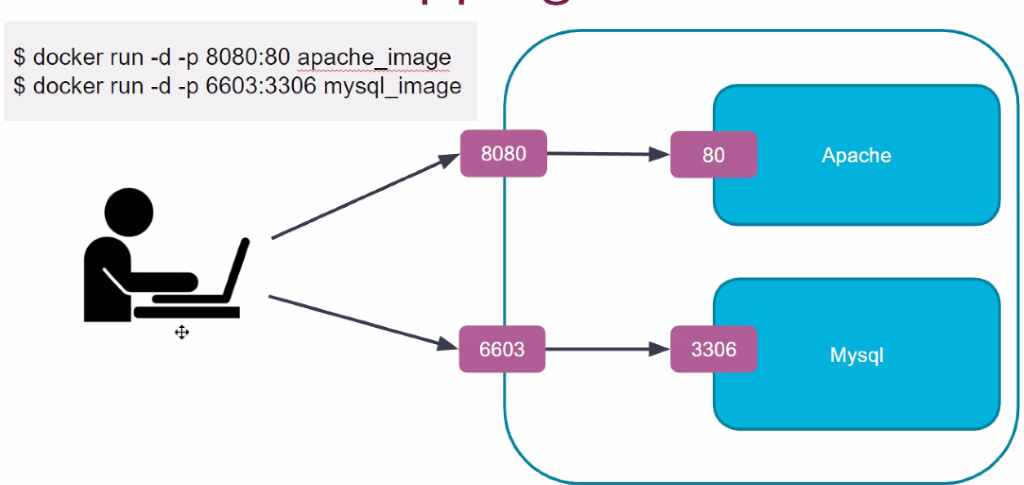 $ docker run -d -p 8080:80 apache_image
$ docker run -d -p 6603:3306 mysql_image
8080
80
Apache
6603
3306
Mysql